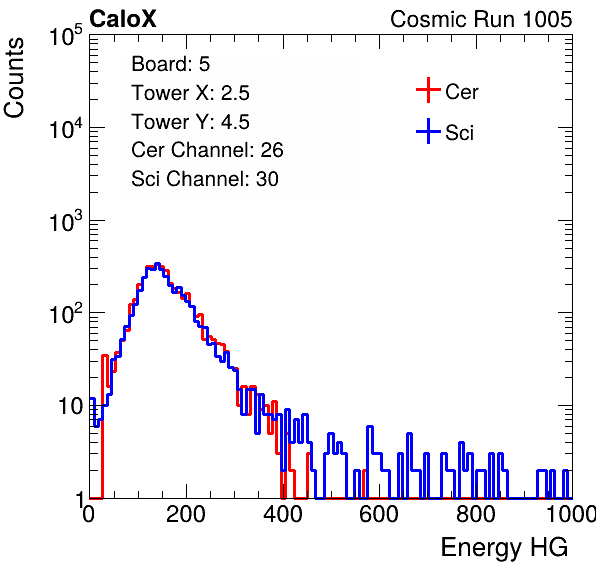 CaloX Cosmic Run 1005
Counts
10^5
10^4
10^3
10^2
10
1
Board: 5
Tower X: 2.5
Tower Y: 4.5
Cer Channel: 26
Sci Channel: 30
Cer
Sci
0 200 400 600 800 1000
Energy HG